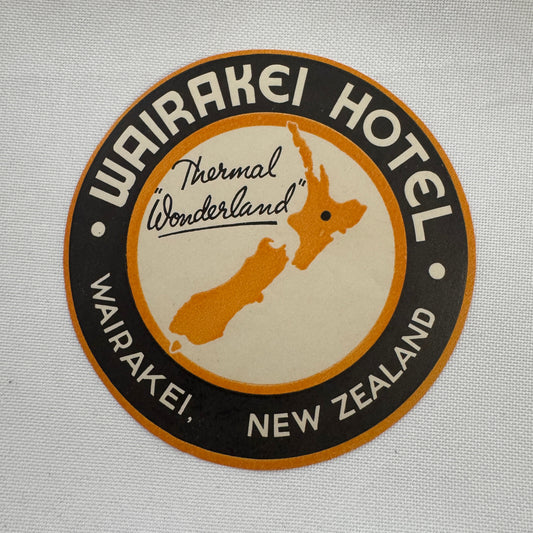 WAIRAKEI HOTEL
Thermal
"Wonderland"
WAIRAKEI, NEW ZEALAND